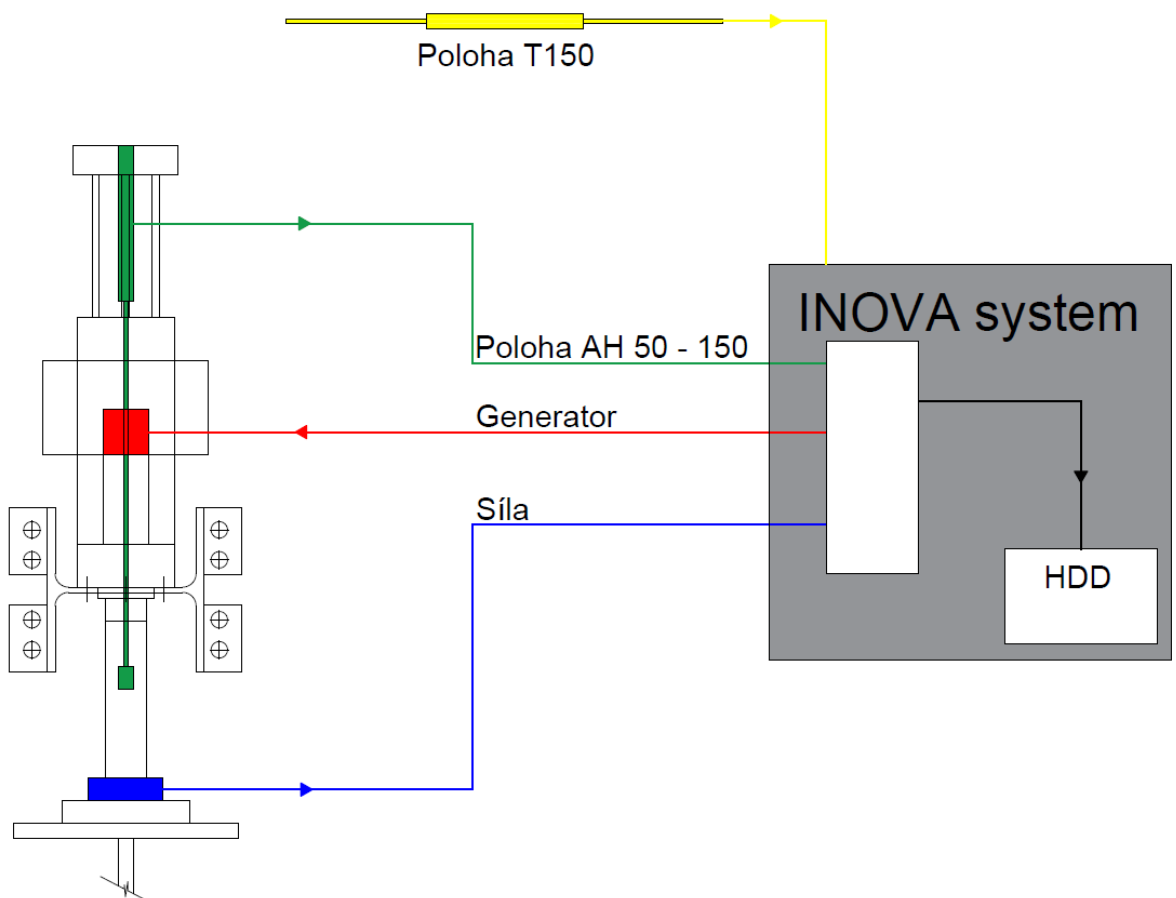 Poloha T150
INOVA system
Poloha AH 50 - 150
Generator
Síla
HDD